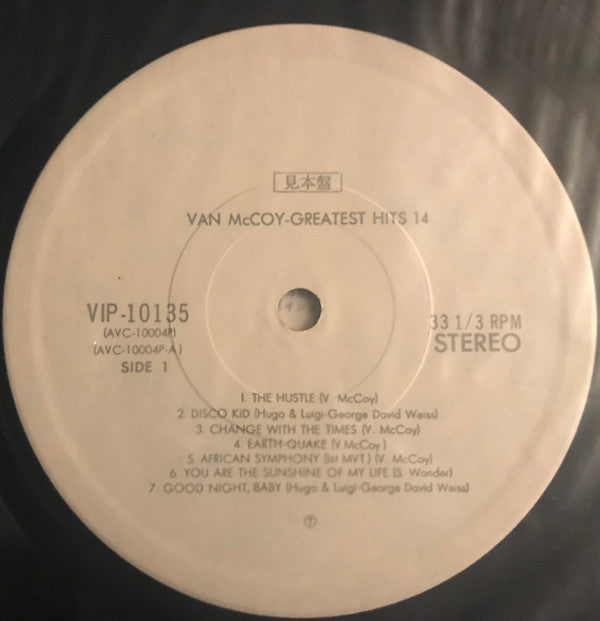 見本盤
VAN McCOY-GREATEST HITS 14
VIP-10135
(AVC-10004P)
(AVC-10004P-A)
SIDE 1
33 1/3 RPM
STEREO
1. THE HUSTLE (V. McCoy)
2. DISCO KID (Hugo & Luigi-George David Weiss)
3. CHANGE WITH THE TIMES (V. McCoy)
4. EARTH QUAKE (V.McCoy)
5. AFRICAN SYMPHONY (Ist MVT.) (V. McCoy)
6. YOU ARE THE SUNSHINE OF MY LIFE (S. Wonder)
7. GOOD NIGHT, BABY (Hugo & Luigi-George David Weiss)
Ⓣ